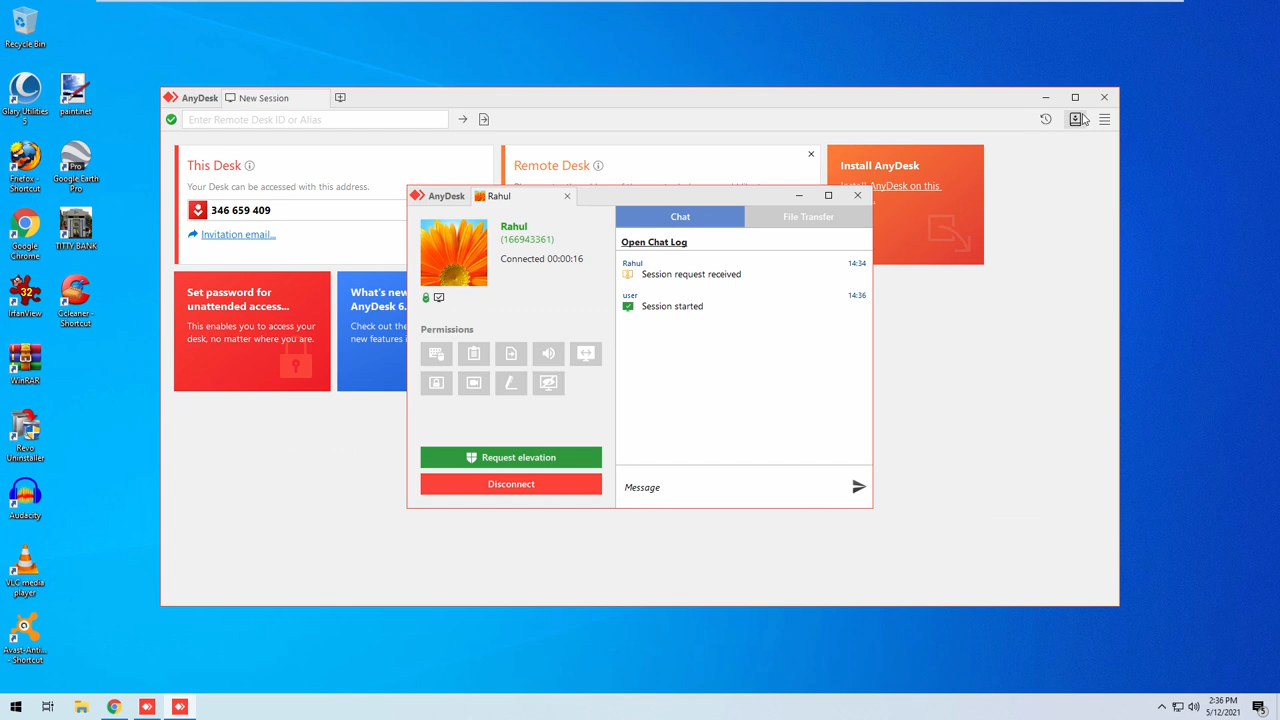 Recycle Bin
Glary Utilities
5
paint.net
Firefox -
Shortcut
Google Earth
Pro
Google
Chrome
TITTY BANK
IrfanView
Ccleaner -
Shortcut
WinRAR
Revo
Uninstaller
Audacity
VLC media
player
Avast-Anti...
- Shortcut
AnyDesk
New Session
Enter Remote Desk ID or Alias
This Desk
Your Desk can be accessed with this address.
346 659 409
Invitation email...
Remote Desk
Install AnyDesk
Install AnyDesk on this
Set password for
unattended access...
This enables you to access your
desk, no matter where you are.
What's new
AnyDesk 6.
Check out the
new features i
AnyDesk
Rahul
Rahul
(166943361)
Connected 00:00:16
Permissions
Request elevation
Disconnect
Chat
File Transfer
Open Chat Log
Rahul 14:34
Session request received
user 14:36
Session started
Message
2:36 PM
5/12/2021
5